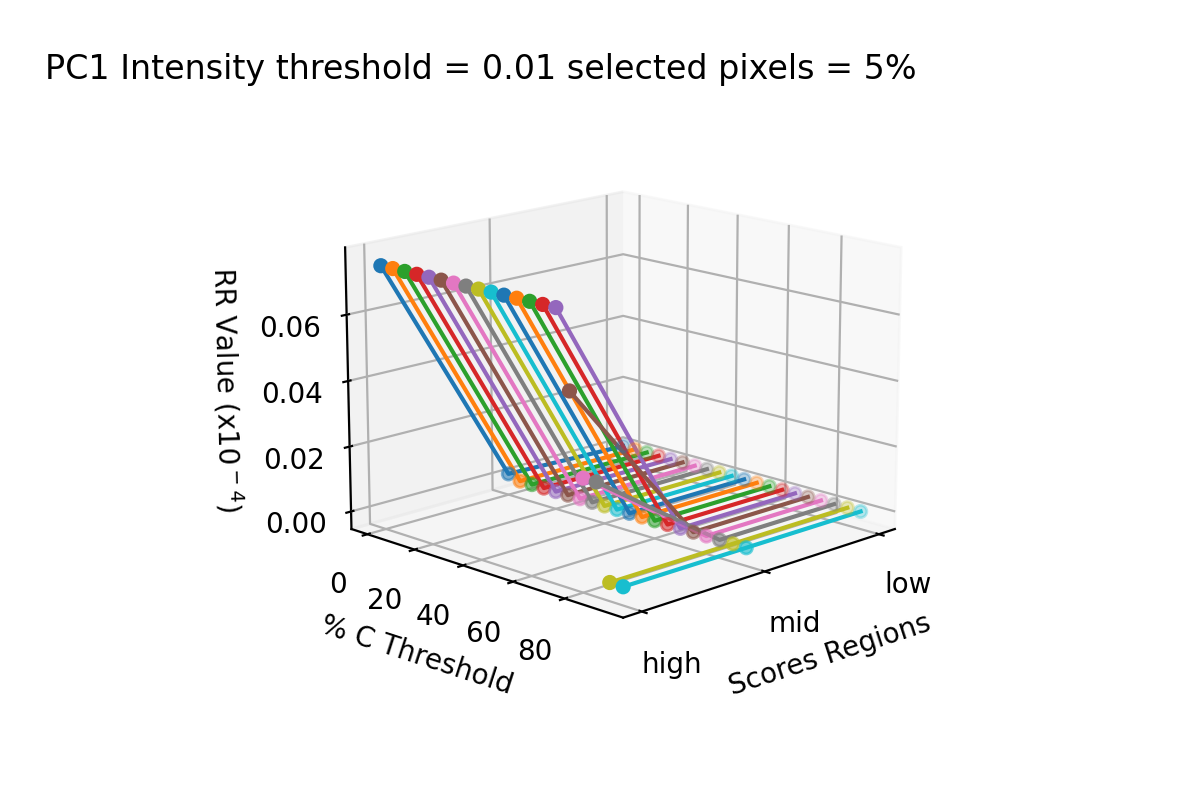 PC1 Intensity threshold = 0.01 selected pixels = 5%
RR Value (x10⁻⁴)
0.06
0.04
0.02
0.00
0
20
40
60
80
% C Threshold
low
mid
high
Scores Regions